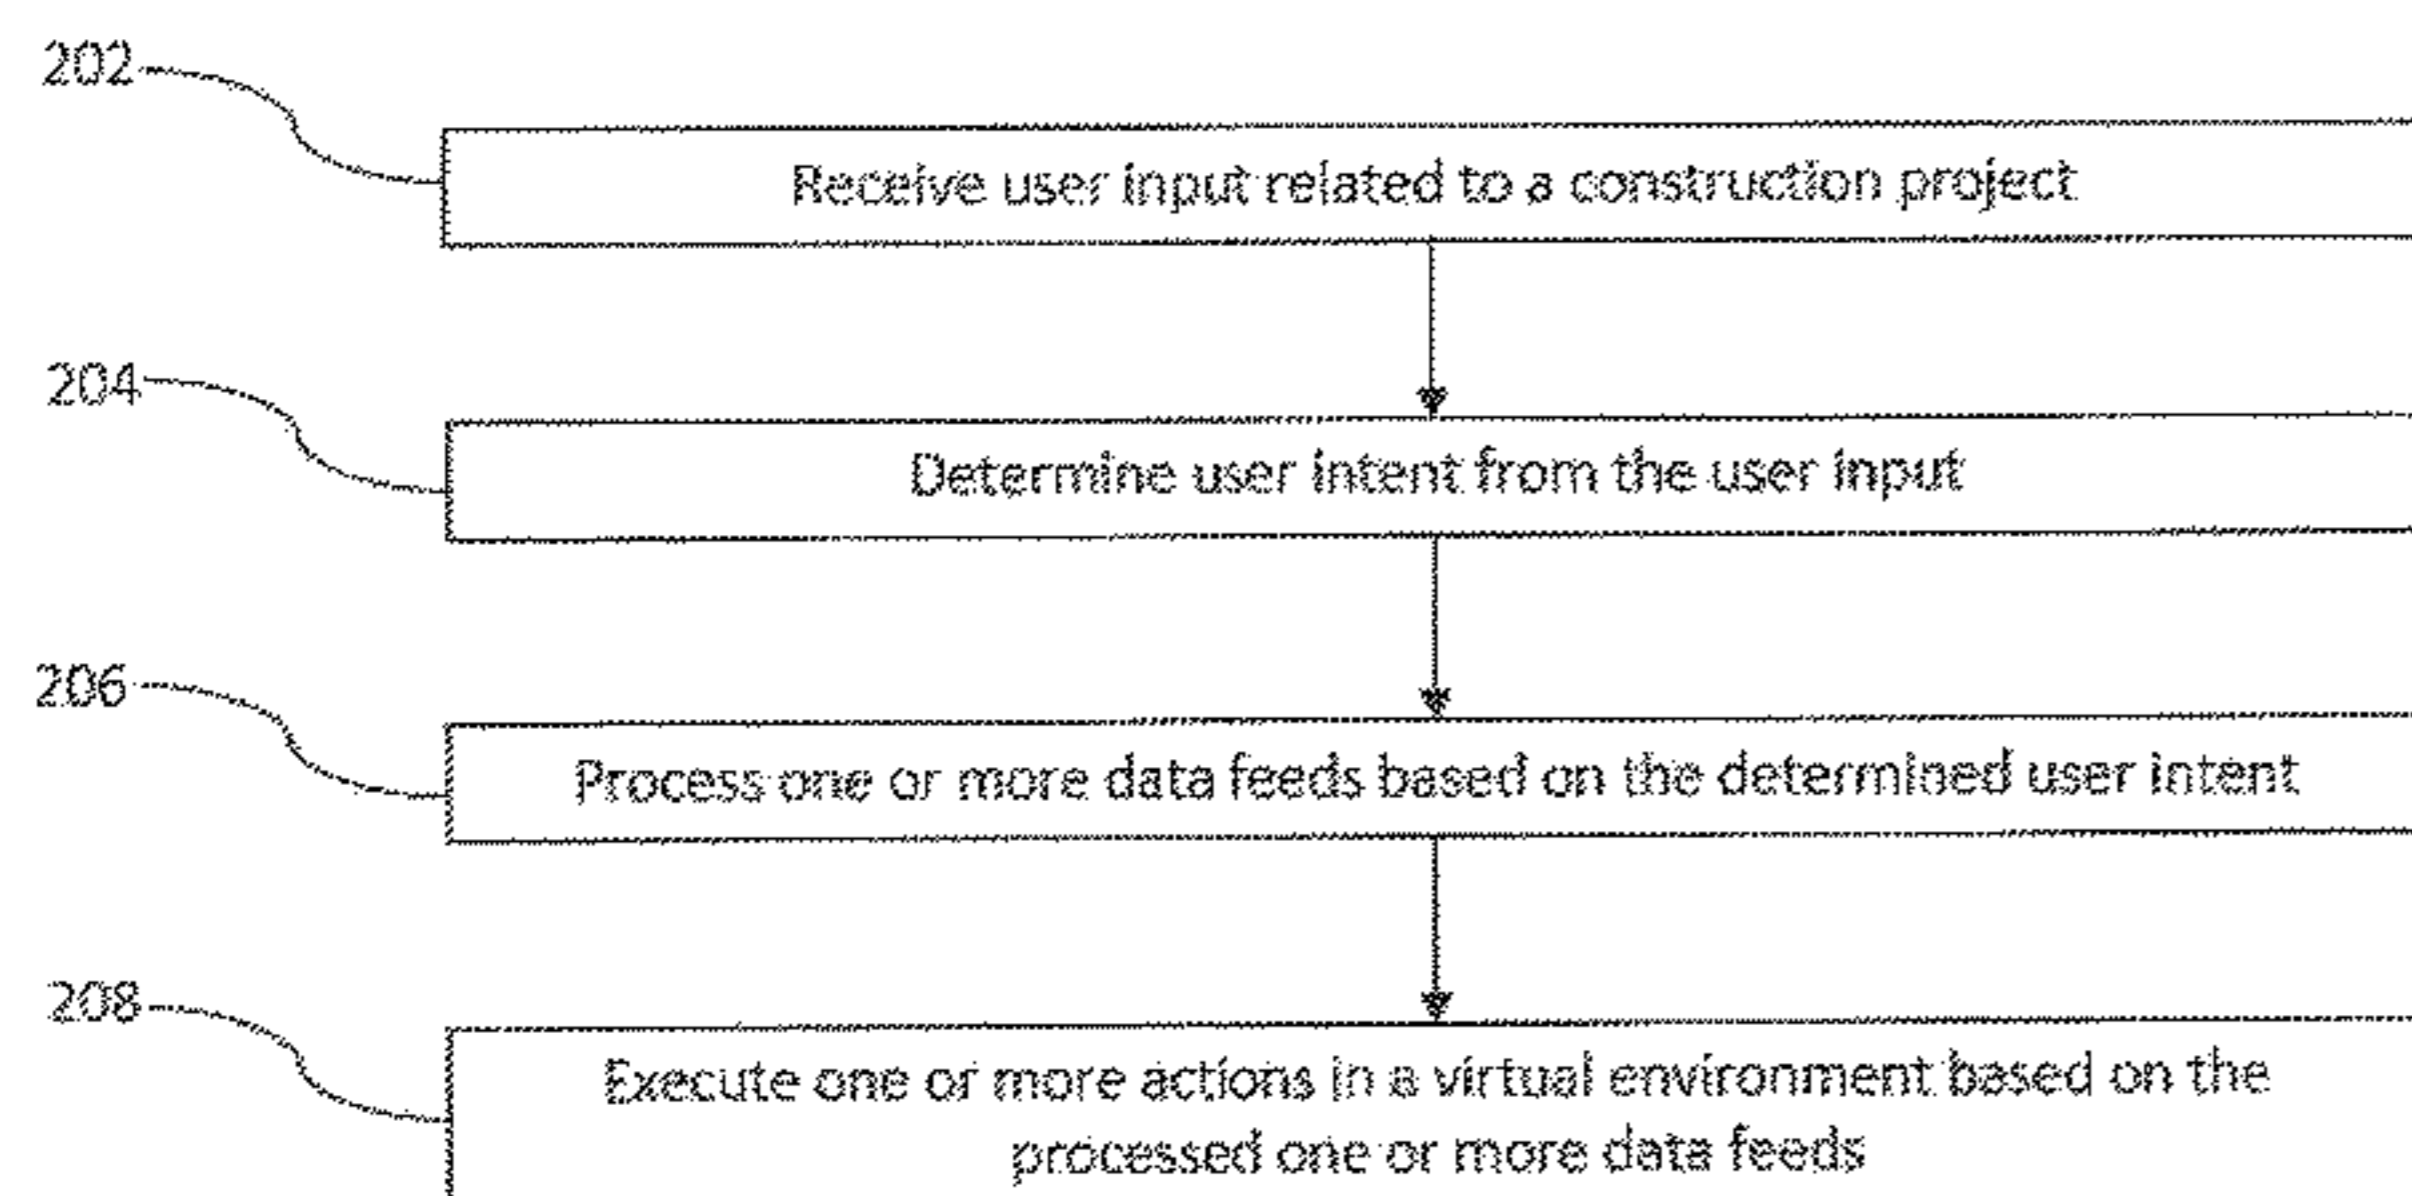 202
Receive user input related to a construction project
204
Determine user intent from the user input
206
Process one or more data feeds based on the determined user intent
208
Execute one or more actions in a virtual environment based on the
processed one or more data feeds